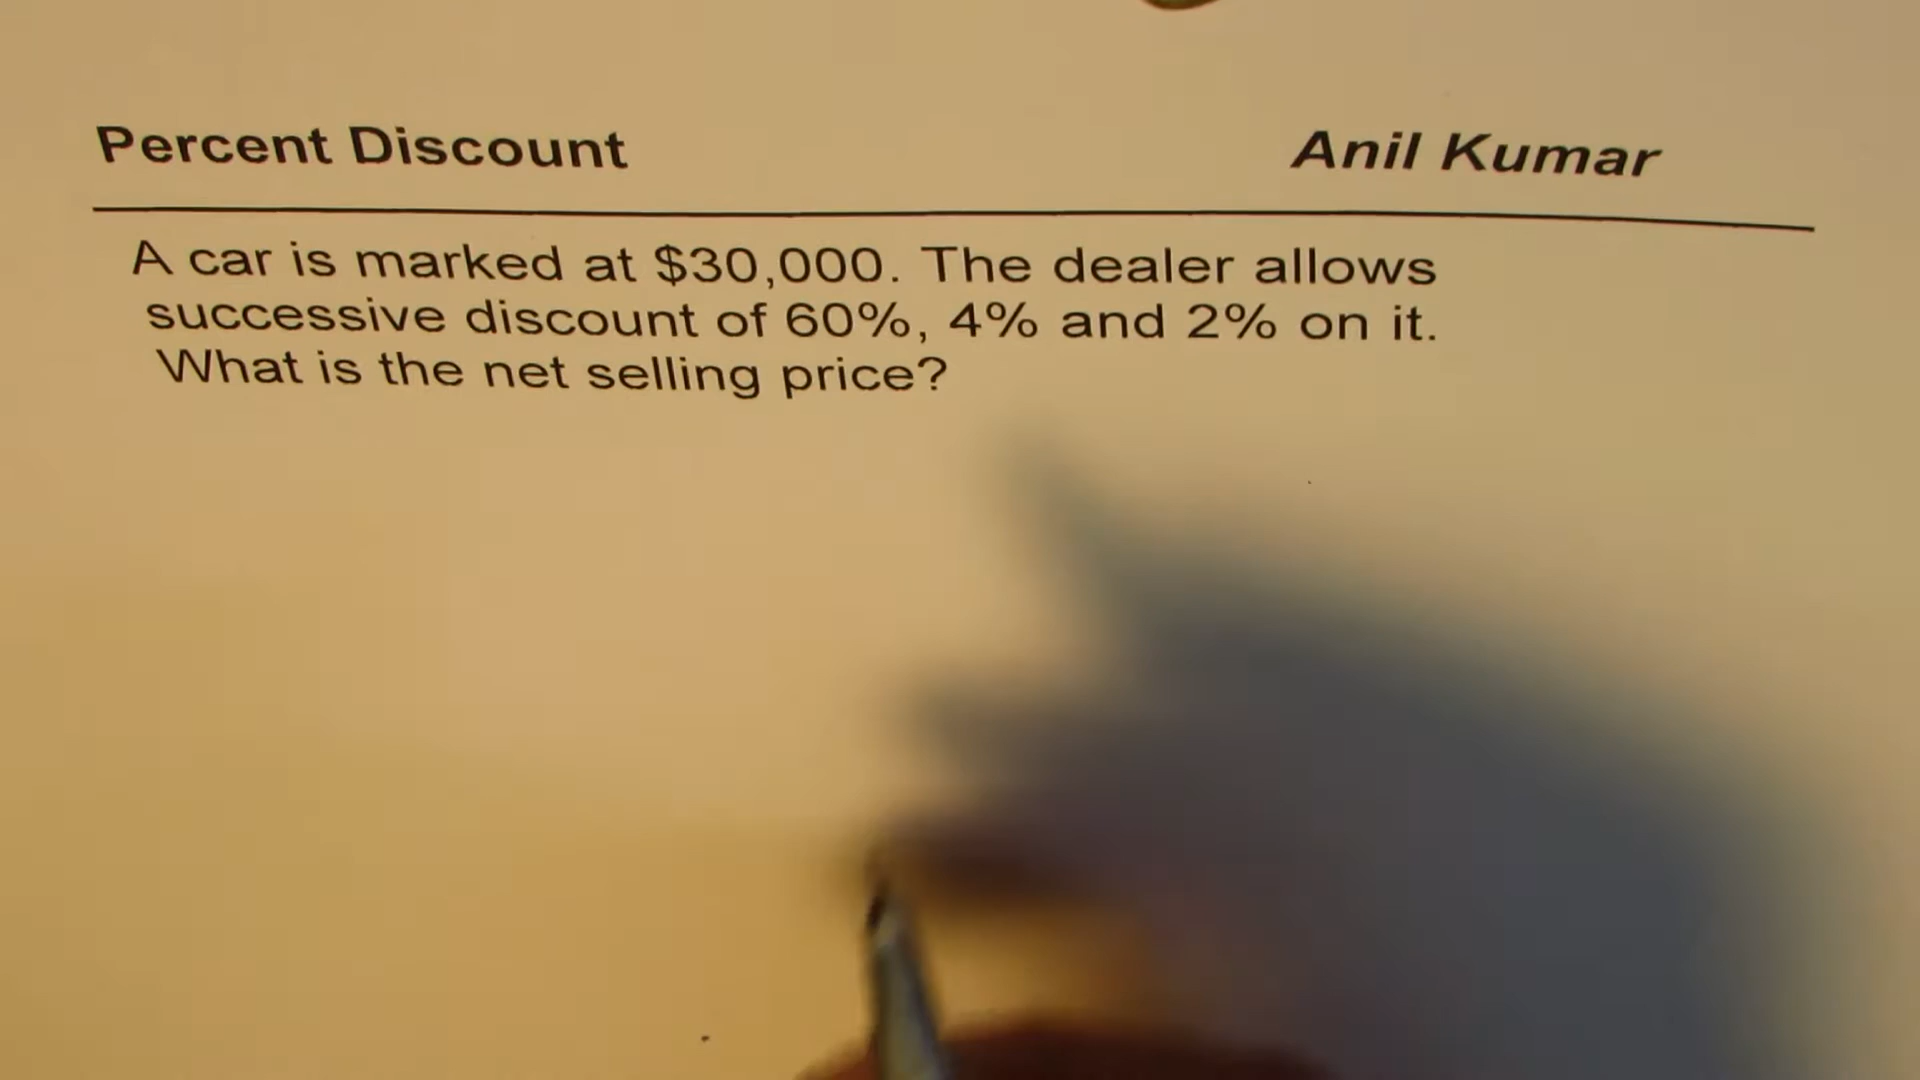 Percent Discount Anil Kumar
A car is marked at $30,000. The dealer allows
successive discount of 60%, 4% and 2% on it.
What is the net selling price?